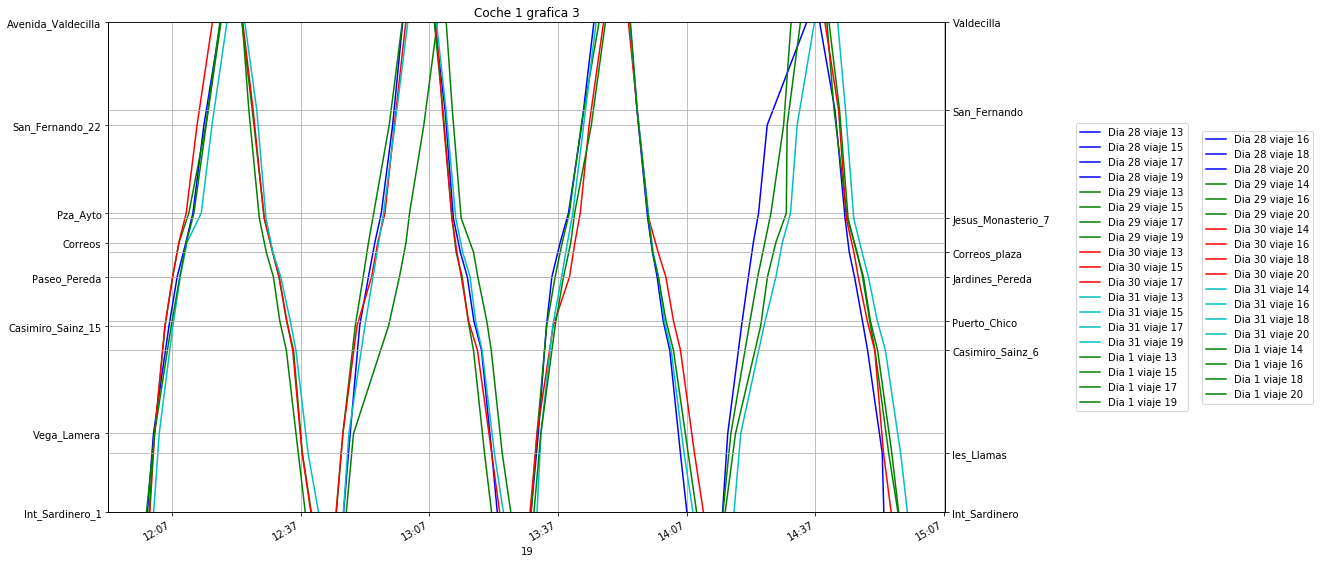 Coche 1 grafica 3
Avenida_Valdecilla
San_Fernando_22
Pza_Ayto
Correos
Paseo_Pereda
Casimiro_Sainz_15
Vega_Lamera
Int_Sardinero_1
Valdecilla
San_Fernando
Jesus_Monasterio_7
Correos_plaza
Jardines_Pereda
Puerto_Chico
Casimiro_Sainz_6
Ies_Llamas
Int_Sardinero
12:07
12:37
13:07
13:37
14:07
14:37
15:07
19
Dia 28 viaje 13
Dia 28 viaje 15
Dia 28 viaje 17
Dia 28 viaje 19
Dia 29 viaje 13
Dia 29 viaje 15
Dia 29 viaje 17
Dia 29 viaje 19
Dia 30 viaje 13
Dia 30 viaje 15
Dia 30 viaje 17
Dia 31 viaje 13
Dia 31 viaje 15
Dia 31 viaje 17
Dia 31 viaje 19
Dia 1 viaje 13
Dia 1 viaje 15
Dia 1 viaje 17
Dia 1 viaje 19
Dia 28 viaje 16
Dia 28 viaje 18
Dia 28 viaje 20
Dia 29 viaje 14
Dia 29 viaje 16
Dia 29 viaje 20
Dia 30 viaje 14
Dia 30 viaje 16
Dia 30 viaje 18
Dia 30 viaje 20
Dia 31 viaje 14
Dia 31 viaje 16
Dia 31 viaje 18
Dia 31 viaje 20
Dia 1 viaje 14
Dia 1 viaje 16
Dia 1 viaje 18
Dia 1 viaje 20